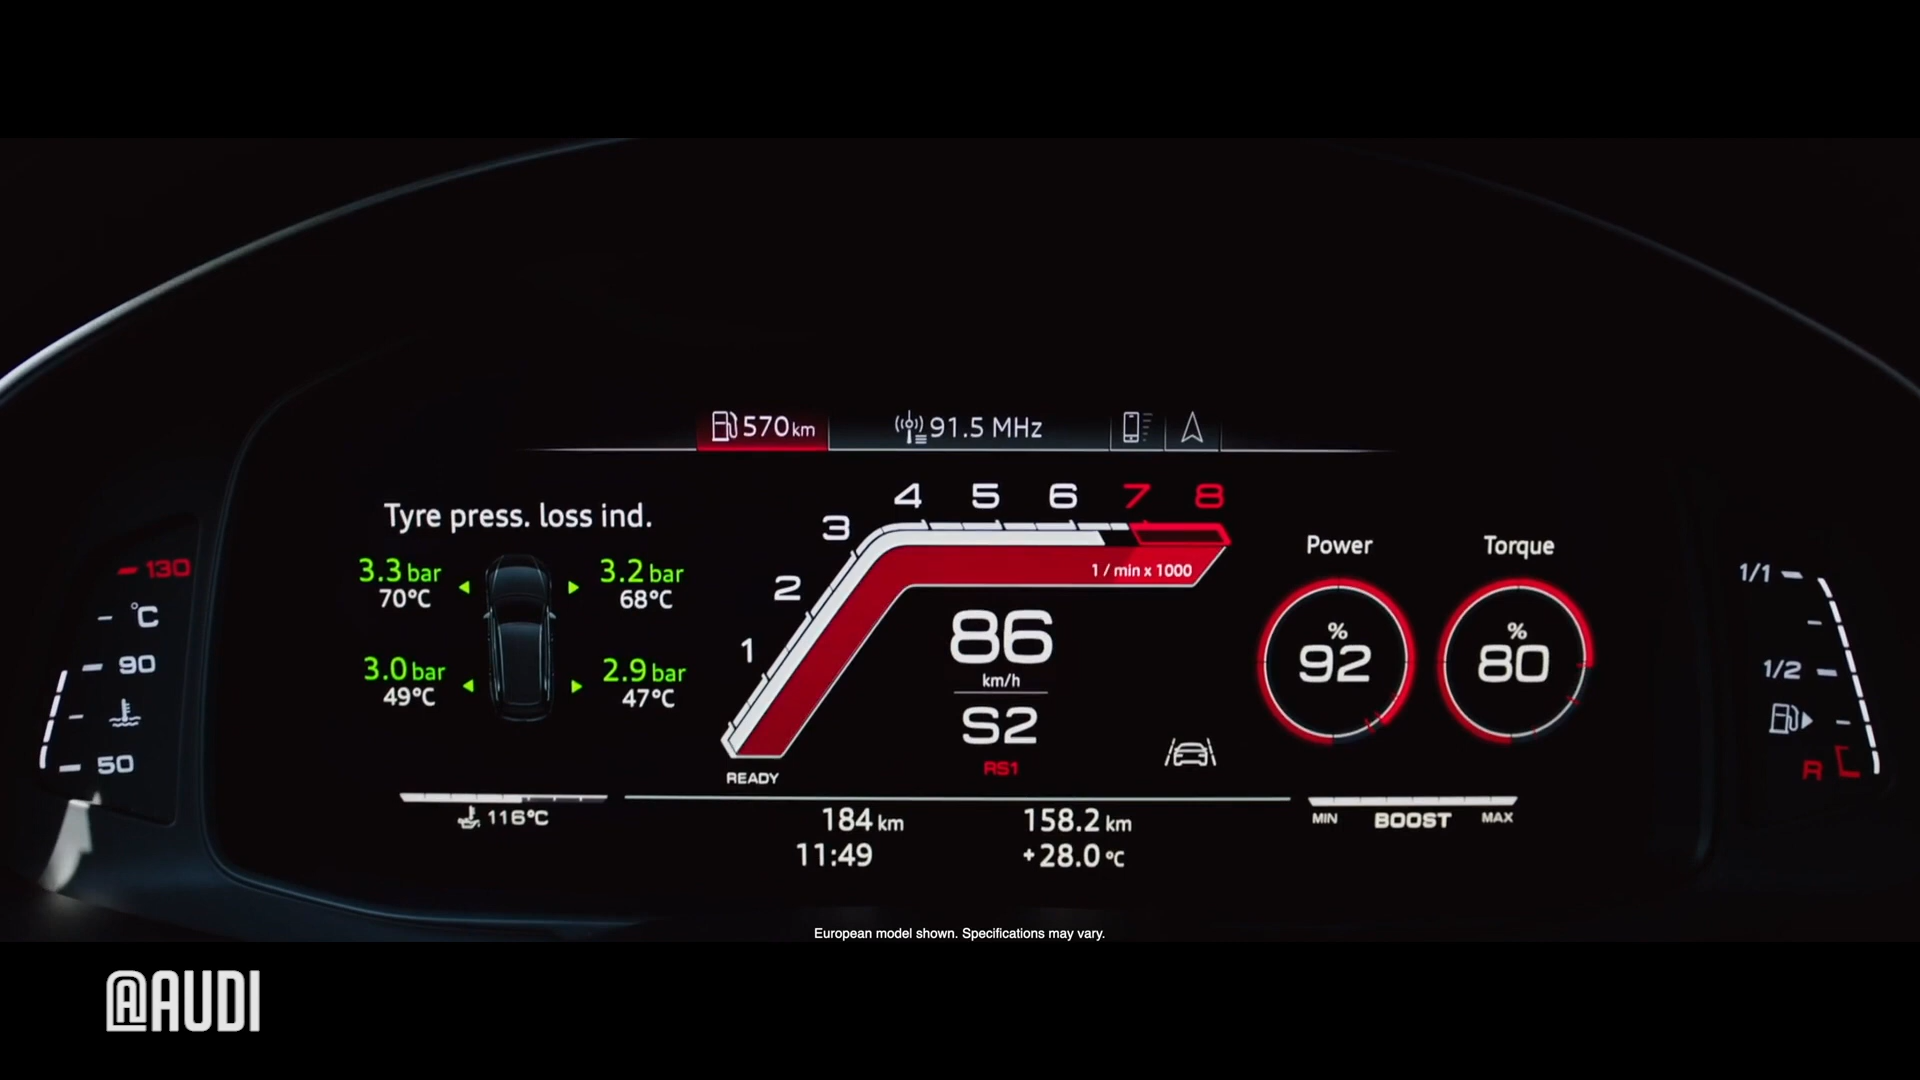 570 km
91.5 MHz
Tyre press. loss ind.
3.3 bar
70°C
3.2 bar
68°C
3.0 bar
49°C
2.9 bar
47°C
1
2
3
4
5
6
7
8
1 / min x 1000
86
km/h
S2
RS1
READY
Power
%
92
Torque
%
80
130
°C
90
50
1/1
1/2
R
116°C
184 km
158.2 km
11:49
+28.0 °C
MIN
BOOST
MAX
European model shown. Specifications may vary.
@AUDI